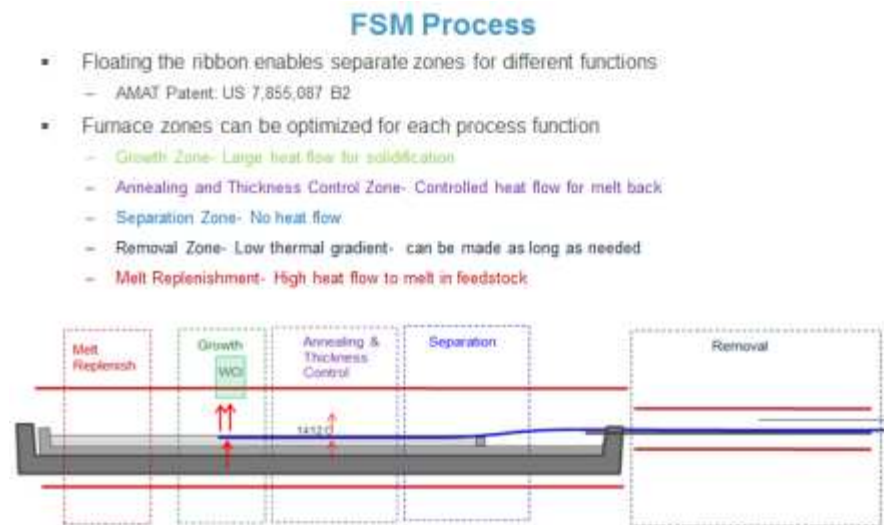 FSM Process
▪ Floating the ribbon enables separate zones for different functions
– AMAT Patent: US 7,855,087 B2
▪ Furnace zones can be optimized for each process function
– Growth Zone- Large heat flow for solidification
– Annealing and Thickness Control Zone- Controlled heat flow for melt back
– Separation Zone- No heat flow
– Removal Zone- Low thermal gradient- can be made as long as needed
– Melt Replenishment- High heat flow to melt in feedstock
Melt
Replenish
Growth
WCI
Annealing &
Thickness
Control
Separation
Removal
1412C